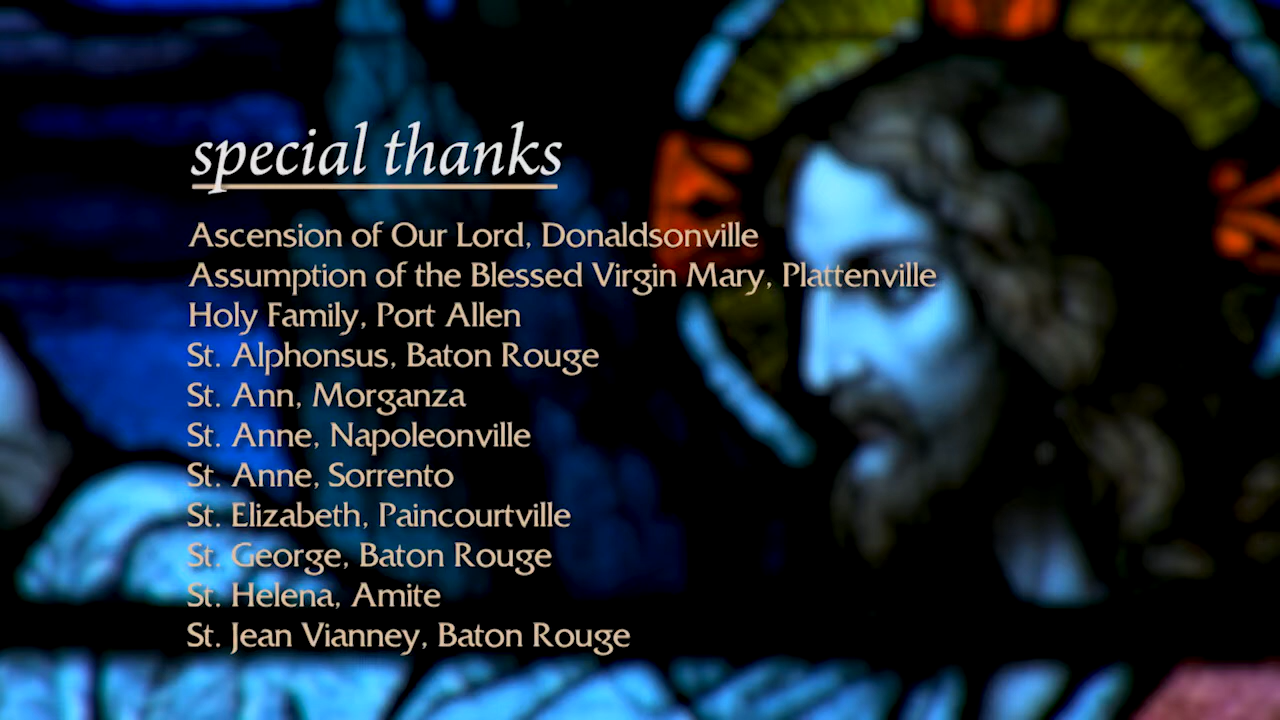 special thanks
Ascension of Our Lord, Donaldsonville
Assumption of the Blessed Virgin Mary, Plattenville
Holy Family, Port Allen
St. Alphonsus, Baton Rouge
St. Ann, Morganza
St. Anne, Napoleonville
St. Anne, Sorrento
St. Elizabeth, Paincourtville
St. George, Baton Rouge
St. Helena, Amite
St. Jean Vianney, Baton Rouge